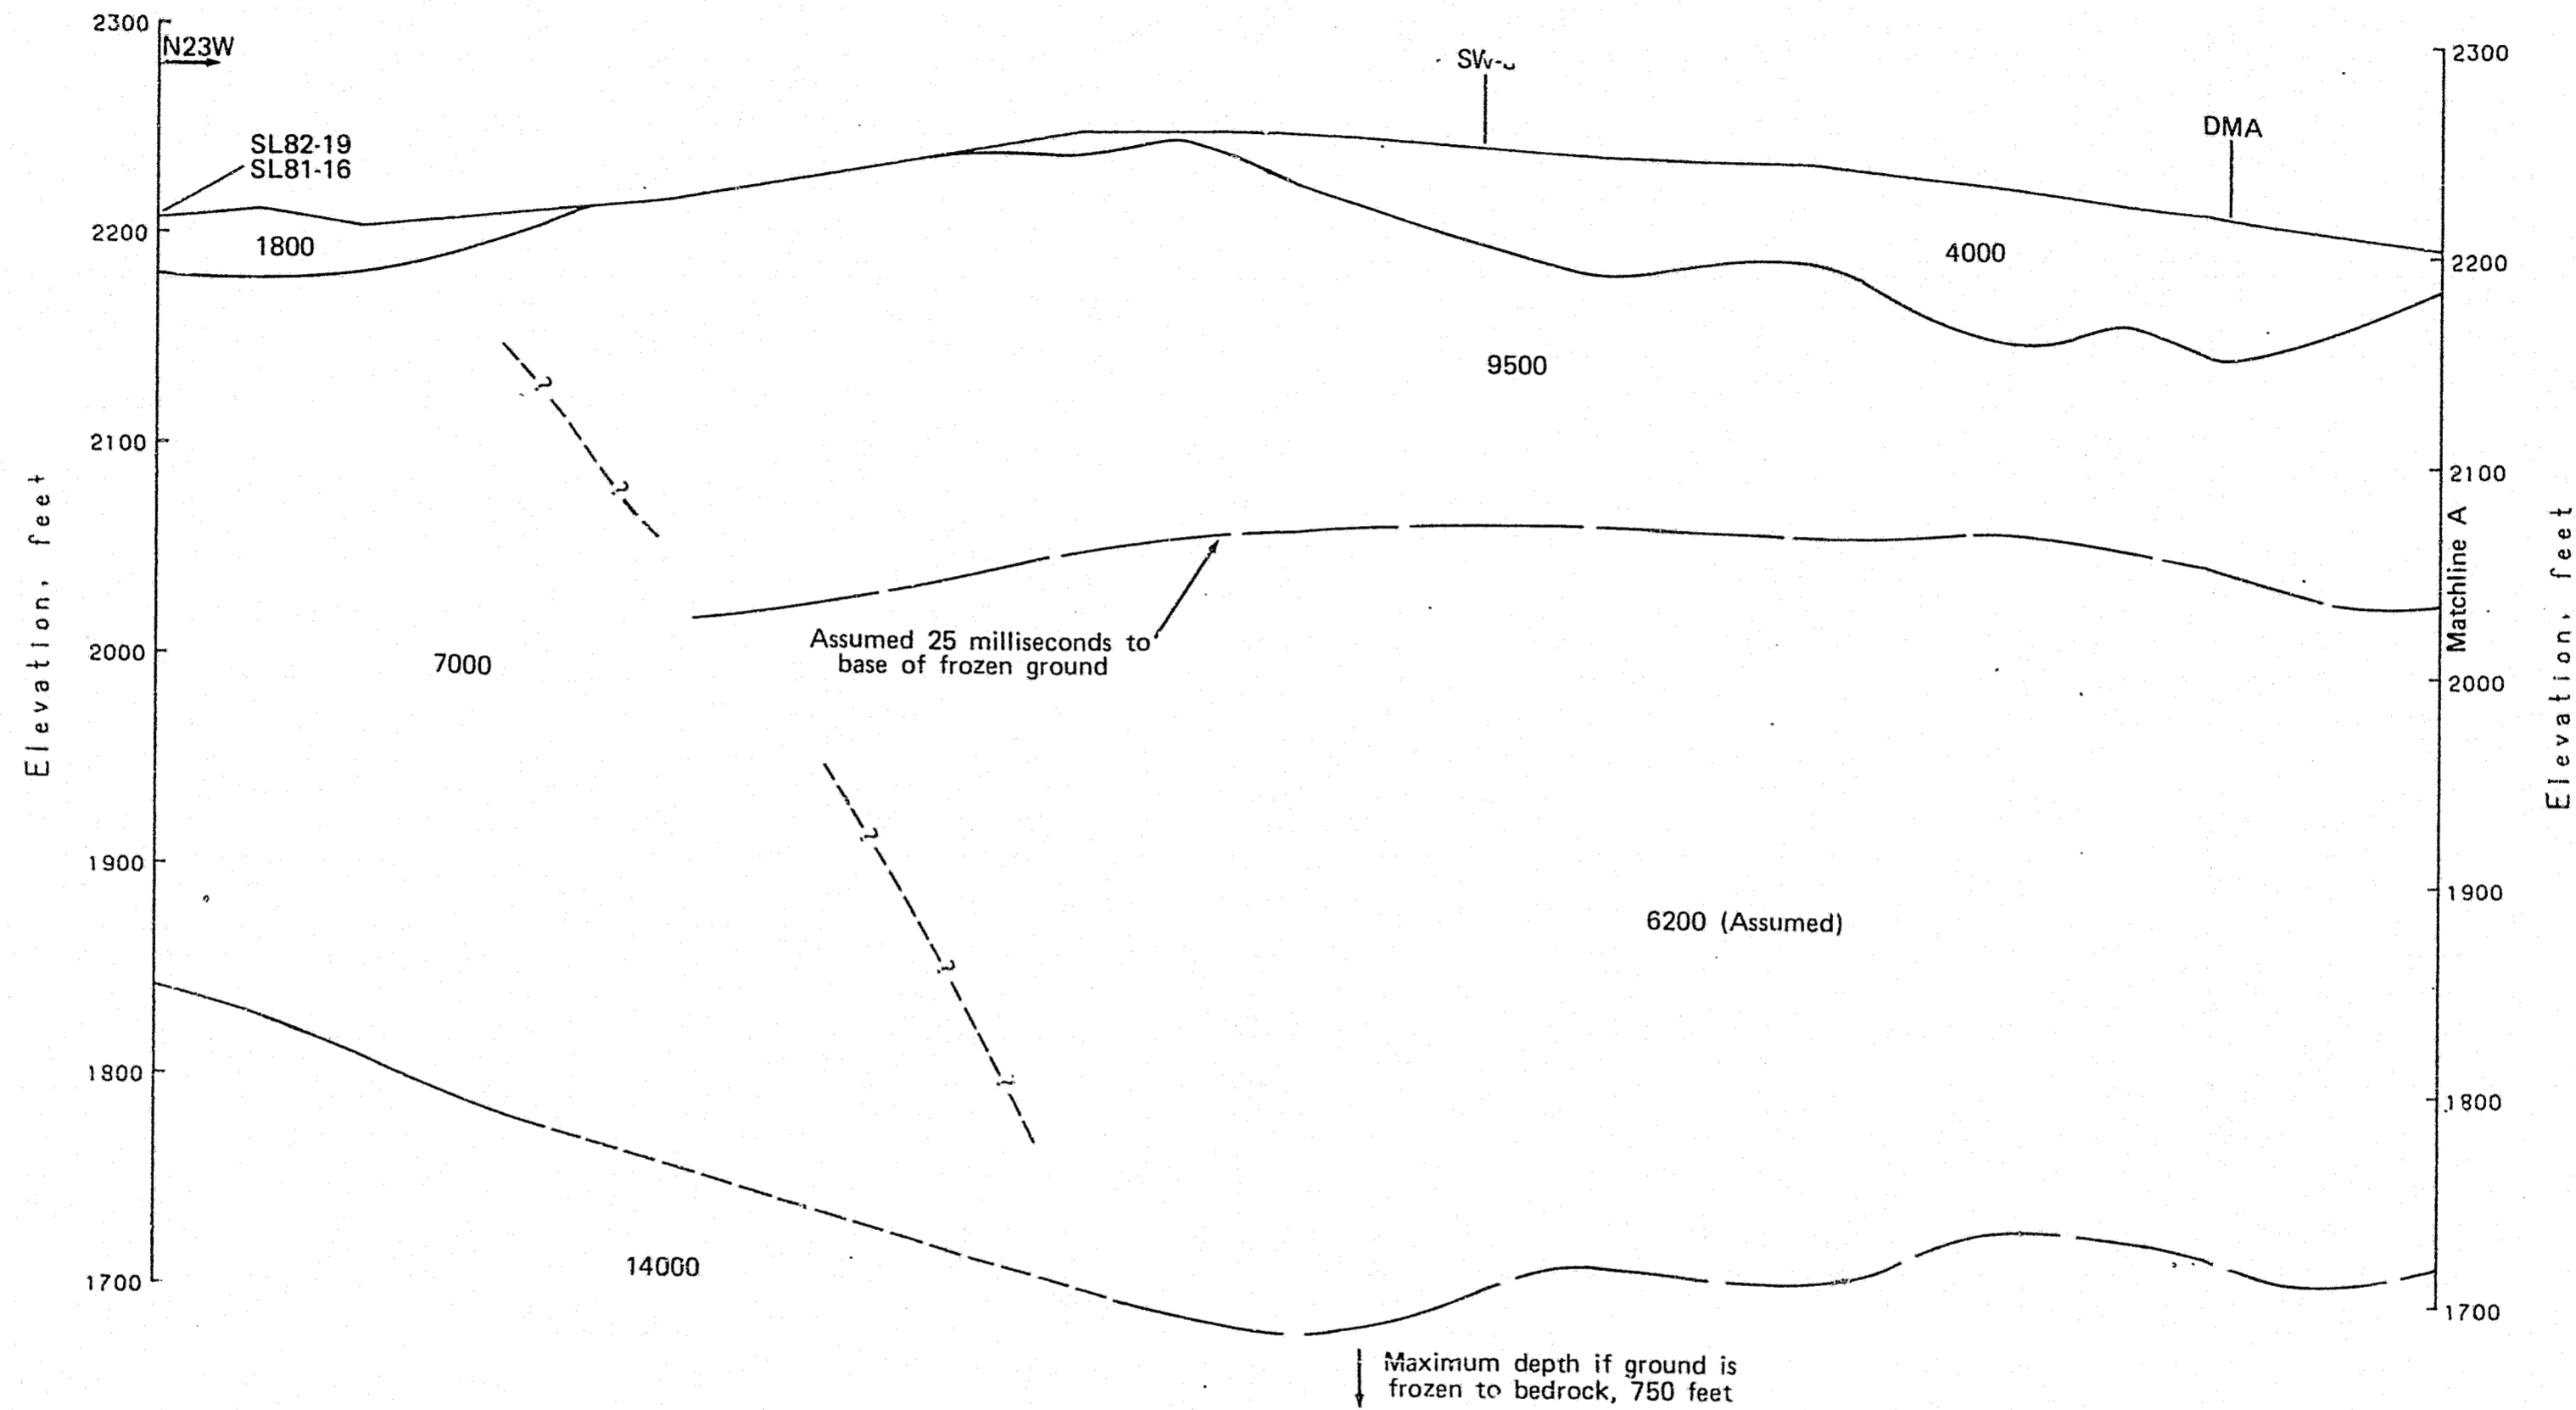 2300
N23W
SL82-19
SL81-16
DMA
2300
2200
1800
4000
2200
9500
2100
2100
Elevation, feet
Matchline A
Elevation, feet
Assumed 25 milliseconds to
base of frozen ground
2000
7000
2000
?
?
?
?
?
1900
1900
6200 (Assumed)
1800
1800
14000
1700
1700
Maximum depth if ground is
frozen to bedrock, 750 feet